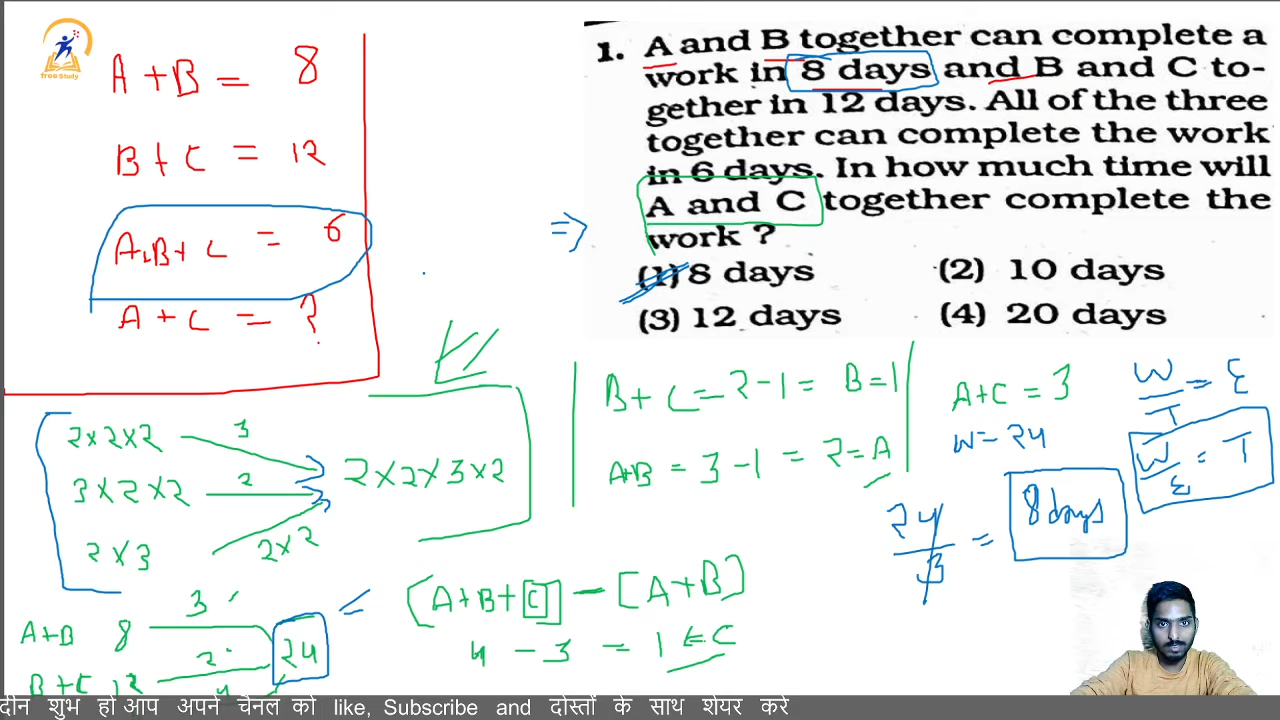 free Study
A+B = 8
B+C = 12
A+B+C = 6
A+C = ?
1. A and B together can complete a
work in 8 days and B and C to-
gether in 12 days. All of the three
together can complete the work
in 6 days. In how much time will
A and C together complete the
work ?
(1) 8 days (2) 10 days
(3) 12 days (4) 20 days
⇒
2×2×2 3
3×2×2 2
2×3 2×2
2×2×3×2
B+C = 2-1 = B=1
A+B = 3-1 = 2=A
A+C = 3
W= 24
W/T = E
W/E = T
24/3 = 8 days
[A+B+C] - [A+B]
4 - 3 = 1 ⇐ C
A+B 8 3
B+C 12 2
4
24
दीन शुभ हो आप अपने चैनल को like, Subscribe and दोस्तों के साथ शेयर करे